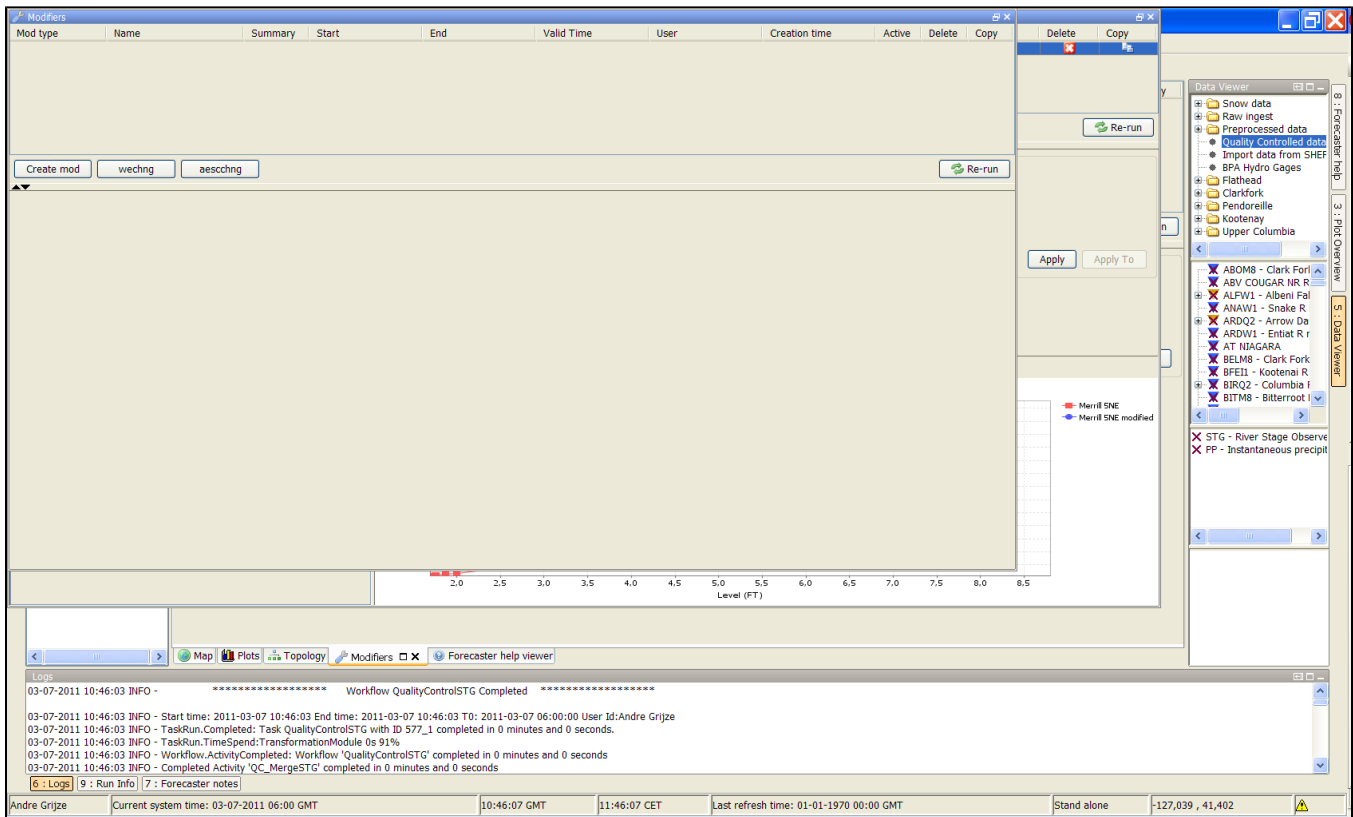 Modifiers
Mod type Name Summary Start End Valid Time User Creation time Active Delete Copy
Delete Copy
Re-run
Create mod wechng aescchng Re-run
Apply Apply To
Merrill SNE
Merrill SNE modified
2,0 2,5 3,0 3,5 4,0 4,5 5,0 5,5 6,0 6,5 7,0 7,5 8,0 8,5
Level (FT)
Data Viewer
Snow data
Raw ingest
Preprocessed data
Quality Controlled data
Import data from SHEF
BPA Hydro Gages
Flathead
Clarkfork
Pendoreille
Kootenay
Upper Columbia
ABOM8 - Clark Forl
ABV COUGAR NR R
ALFW1 - Albeni Fal
ANAW1 - Snake R
ARDQ2 - Arrow Da
ARDW1 - Entiat R r
AT NIAGARA
BELM8 - Clark Fork
BFEI1 - Kootenai R
BIRQ2 - Columbia F
BITM8 - Bitterroot
STG - River Stage Observe
PP - Instantaneous precipit
8 : Forecaster help
3 : Plot Overview
5 : Data Viewer
Map Plots Topology Modifiers Forecaster help viewer
Logs
03-07-2011 10:46:03 INFO - ****************** Workflow QualityControlSTG Completed ******************
03-07-2011 10:46:03 INFO - Start time: 2011-03-07 10:46:03 End time: 2011-03-07 10:46:03 T0: 2011-03-07 06:00:00 User Id:Andre Grijze
03-07-2011 10:46:03 INFO - TaskRun.Completed: Task QualityControlSTG with ID 577_1 completed in 0 minutes and 0 seconds.
03-07-2011 10:46:03 INFO - TaskRun.TimeSpend:TransformationModule 0s 91%
03-07-2011 10:46:03 INFO - Workflow.ActivityCompleted: Workflow 'QualityControlSTG' completed in 0 minutes and 0 seconds
03-07-2011 10:46:03 INFO - Completed Activity 'QC_MergeSTG' completed in 0 minutes and 0 seconds
6 : Logs 9 : Run Info 7 : Forecaster notes
Andre Grijze Current system time: 03-07-2011 06:00 GMT 10:46:07 GMT 11:46:07 CET Last refresh time: 01-01-1970 00:00 GMT Stand alone -127,039 , 41,402